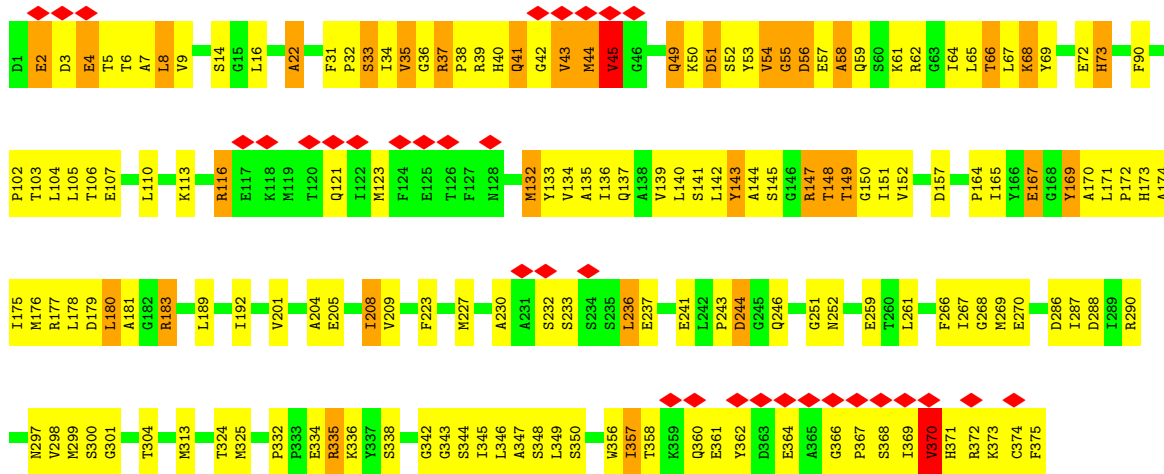 D1 E2 D3 E4 T5 T6 A7 L8 V9 S14 G15 L16 A22 F31 P32 S33 I34 V35 G36 R37 P38 R39 H40 Q41 G42 V43 M44 V45 G46 Q49 K50 D51 S52 Y53 V54 G55 D56 E57 A58 Q59 S60 K61 R62 G63 I64 L65 T66 L67 K68 Y69 E72 H73 F90
P102 T103 L104 L105 T106 E107 L110 K113 R116 E117 K118 M119 T120 Q121 I122 M123 F124 E125 T126 F127 N128 M132 Y133 V134 A135 I136 Q137 A138 V139 L140 S141 L142 Y143 A144 S145 G146 R147 T148 T149 G150 I151 V152 D157 P164 I165 Y166 E167 G168 Y169 A170 L171 P172 H173 A174
I175 M176 R177 L178 D179 L180 A181 G182 R183 L189 I192 V201 A204 E205 I208 V209 F223 M227 A230 A231 S232 S233 S234 S235 L236 E237 E241 L242 P243 D244 G245 Q246 G251 N252 E259 T260 L261 F266 I267 G268 M269 E270 D286 I287 D288 I289 R290
N297 V298 M299 S300 G301 T304 M313 T324 M325 P332 P333 E334 R335 K336 Y337 S338 G342 G343 S344 I345 L346 A347 S348 L349 S350 W356 I357 T358 K359 Q360 E361 Y362 D363 E364 A365 G366 P367 S368 I369 V370 H371 R372 K373 C374 F375